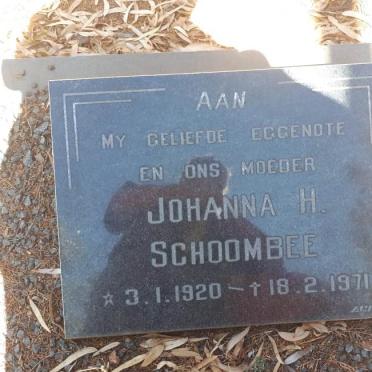 AAN
MY GELIEFDE EGGENOTE
EN ONS MOEDER
JOHANNA H.
SCHOOMBEE
☆ 3.1.1920 – † 18.2.1971